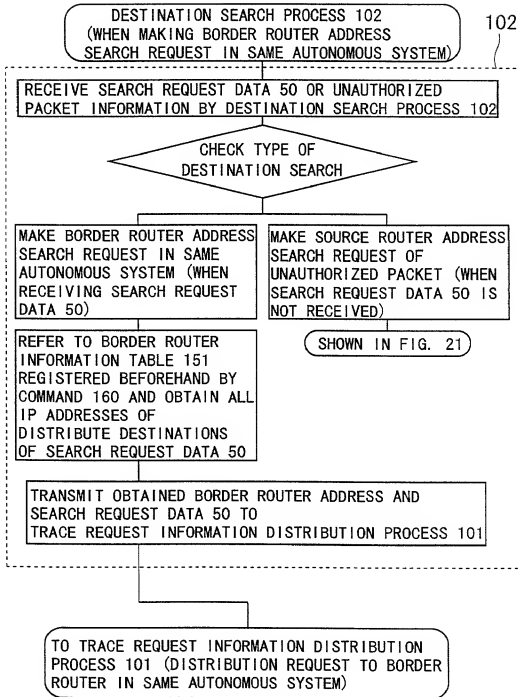 DESTINATION SEARCH PROCESS 102
(WHEN MAKING BORDER ROUTER ADDRESS
SEARCH REQUEST IN SAME AUTONOMOUS SYSTEM)
102
RECEIVE SEARCH REQUEST DATA 50 OR UNAUTHORIZED
PACKET INFORMATION BY DESTINATION SEARCH PROCESS 102
CHECK TYPE OF
DESTINATION SEARCH
MAKE BORDER ROUTER ADDRESS
SEARCH REQUEST IN SAME
AUTONOMOUS SYSTEM (WHEN
RECEIVING SEARCH REQUEST
DATA 50)
MAKE SOURCE ROUTER ADDRESS
SEARCH REQUEST OF
UNAUTHORIZED PACKET (WHEN
SEARCH REQUEST DATA 50 IS
NOT RECEIVED)
SHOWN IN FIG. 21
REFER TO BORDER ROUTER
INFORMATION TABLE 151
REGISTERED BEFOREHAND BY
COMMAND 160 AND OBTAIN ALL
IP ADDRESSES OF
DISTRIBUTE DESTINATIONS
OF SEARCH REQUEST DATA 50
TRANSMIT OBTAINED BORDER ROUTER ADDRESS AND
SEARCH REQUEST DATA 50 TO
TRACE REQUEST INFORMATION DISTRIBUTION PROCESS 101
TO TRACE REQUEST INFORMATION DISTRIBUTION
PROCESS 101 (DISTRIBUTION REQUEST TO BORDER
ROUTER IN SAME AUTONOMOUS SYSTEM)